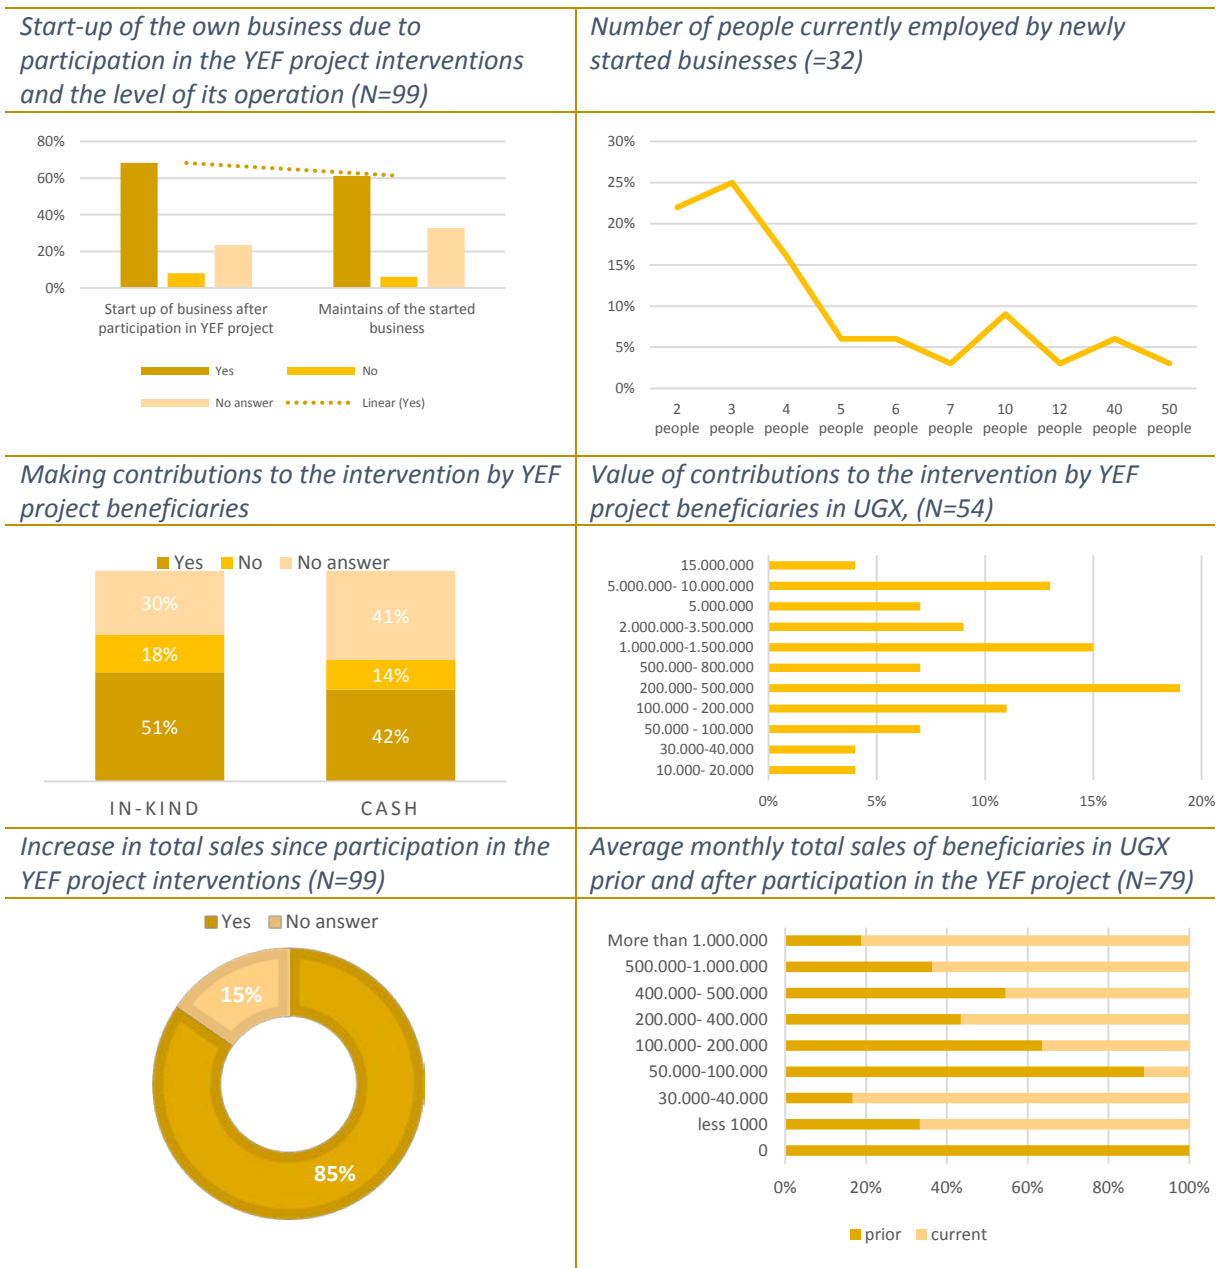 Start-up of the own business due to
participation in the YEF project interventions
and the level of its operation (N=99)
Number of people currently employed by newly
started businesses (=32)
80%
60%
40%
20%
0%
Start up of business after
participation in YEF project
Maintains of the started
business
Yes
No
No answer
Linear (Yes)
30%
25%
20%
15%
10%
5%
0%
2 3 4 5 6 7 10 12 40 50
people people people people people people people people people people
Making contributions to the intervention by YEF
project beneficiaries
Value of contributions to the intervention by YEF
project beneficiaries in UGX, (N=54)
Yes No No answer
30%
18%
51%
41%
14%
42%
IN-KIND
CASH
15.000.000
5.000.000- 10.000.000
5.000.000
2.000.000-3.500.000
1.000.000-1.500.000
500.000- 800.000
200.000- 500.000
100.000 - 200.000
50.000 - 100.000
30.000-40.000
10.000- 20.000
0% 5% 10% 15% 20%
Increase in total sales since participation in the
YEF project interventions (N=99)
Average monthly total sales of beneficiaries in UGX
prior and after participation in the YEF project (N=79)
Yes No answer
15%
85%
More than 1.000.000
500.000-1.000.000
400.000- 500.000
200.000- 400.000
100.000- 200.000
50.000-100.000
30.000-40.000
less 1000
0
0% 20% 40% 60% 80% 100%
prior current